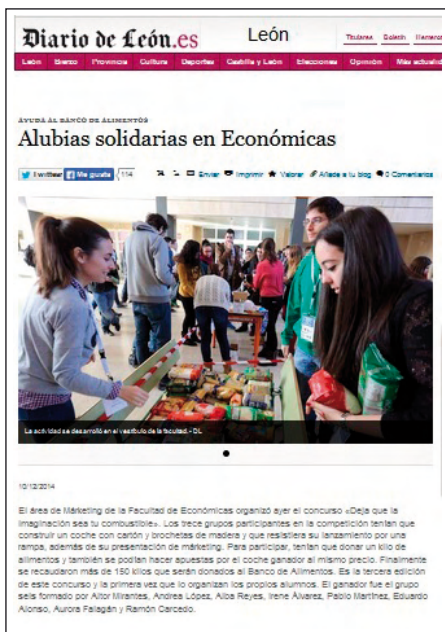 Diario de León.es León Titulares Boletín
León Bierzo Provincia Cultura Deportes Castilla y León Elecciones Opinión Más
AYUDA AL BANCO DE ALIMENTOS
Alubias solidarias en Económicas
Twittear Me gusta 114 Enviar Imprimir Valorar Añade a tu blog 0 Comentarios
La actividad se desarrolló en el vestíbulo de la facultad. - DL
10/12/2014
El área de Márketing de la Facultad de Económicas organizó ayer el concurso «Deja que la
imaginación sea tu combustible». Los trece grupos participantes en la competición tenían que
construir un coche con cartón y brochetas de madera y que resistiera su lanzamiento por una
rampa, además de su presentación de márketing. Para participar, tenían que donar un kilo de
alimentos y también se podían hacer apuestas por el coche ganador al mismo precio. Finalmente
se recaudaron más de 150 kilos que serán donados al Banco de Alimentos. Es la tercera edición
de este concurso y la primera vez que lo organizan los propios alumnos. El ganador fue el grupo
seis formado por Aitor Mirantes, Andrea López, Alba Reyes, Irene Álvarez, Pablo Martínez, Eduardo
Alonso, Aurora Falagán y Ramón Carcedo.